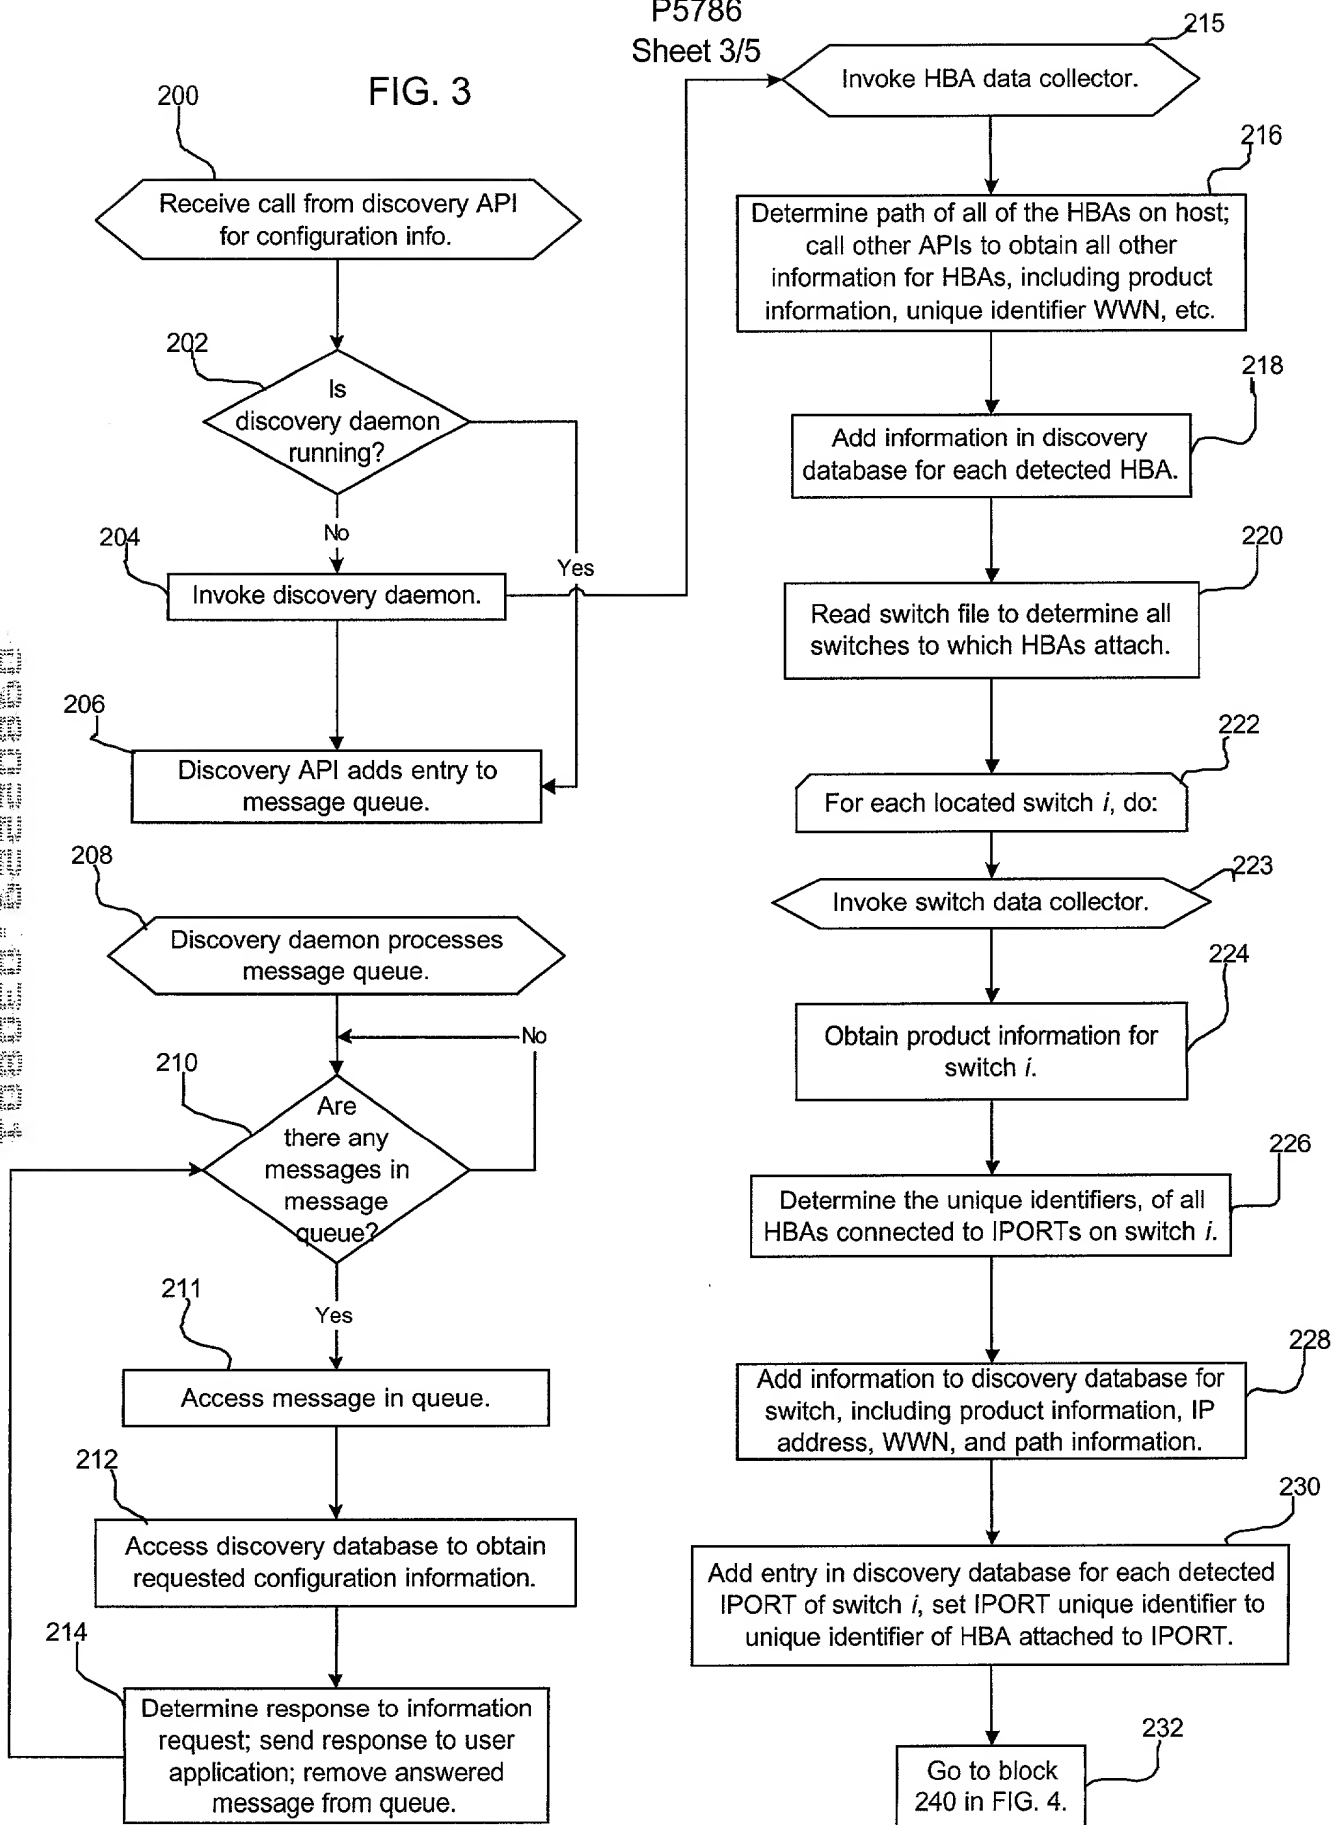 P5786
Sheet 3/5
FIG. 3
200
Receive call from discovery API
for configuration info.
202
Is
discovery daemon
running?
No
Yes
204
Invoke discovery daemon.
206
Discovery API adds entry to
message queue.
208
Discovery daemon processes
message queue.
No
210
Are
there any
messages in
message
queue?
Yes
211
Access message in queue.
212
Access discovery database to obtain
requested configuration information.
214
Determine response to information
request; send response to user
application; remove answered
message from queue.
215
Invoke HBA data collector.
216
Determine path of all of the HBAs on host;
call other APIs to obtain all other
information for HBAs, including product
information, unique identifier WWN, etc.
218
Add information in discovery
database for each detected HBA.
220
Read switch file to determine all
switches to which HBAs attach.
222
For each located switch i, do:
223
Invoke switch data collector.
224
Obtain product information for
switch i.
226
Determine the unique identifiers, of all
HBAs connected to IPORTs on switch i.
228
Add information to discovery database for
switch, including product information, IP
address, WWN, and path information.
230
Add entry in discovery database for each detected
IPORT of switch i, set IPORT unique identifier to
unique identifier of HBA attached to IPORT.
232
Go to block
240 in FIG. 4.